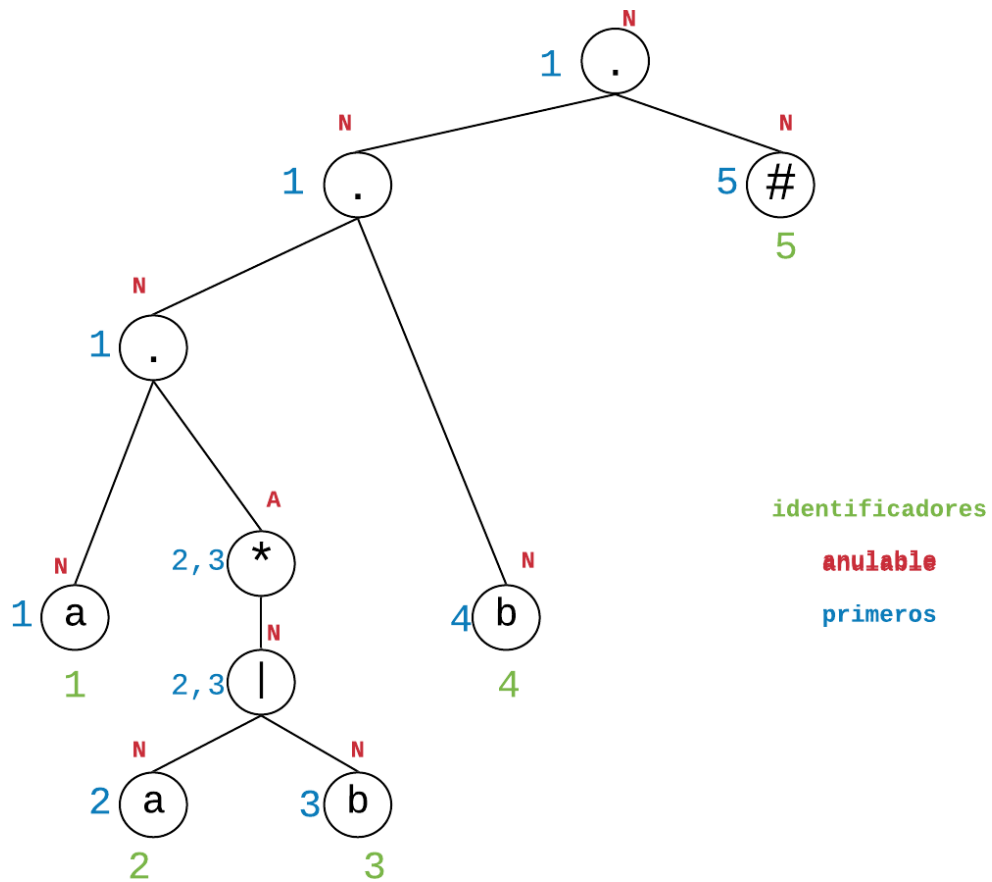 N
1 .
N N
1 . 5 #
5
N
1 .
A
2,3 *
identificadores
anulable
anulable
N N
1 a 4 b
primeros
N
1 4
2,3 |
N N
2 a 3 b
2 3